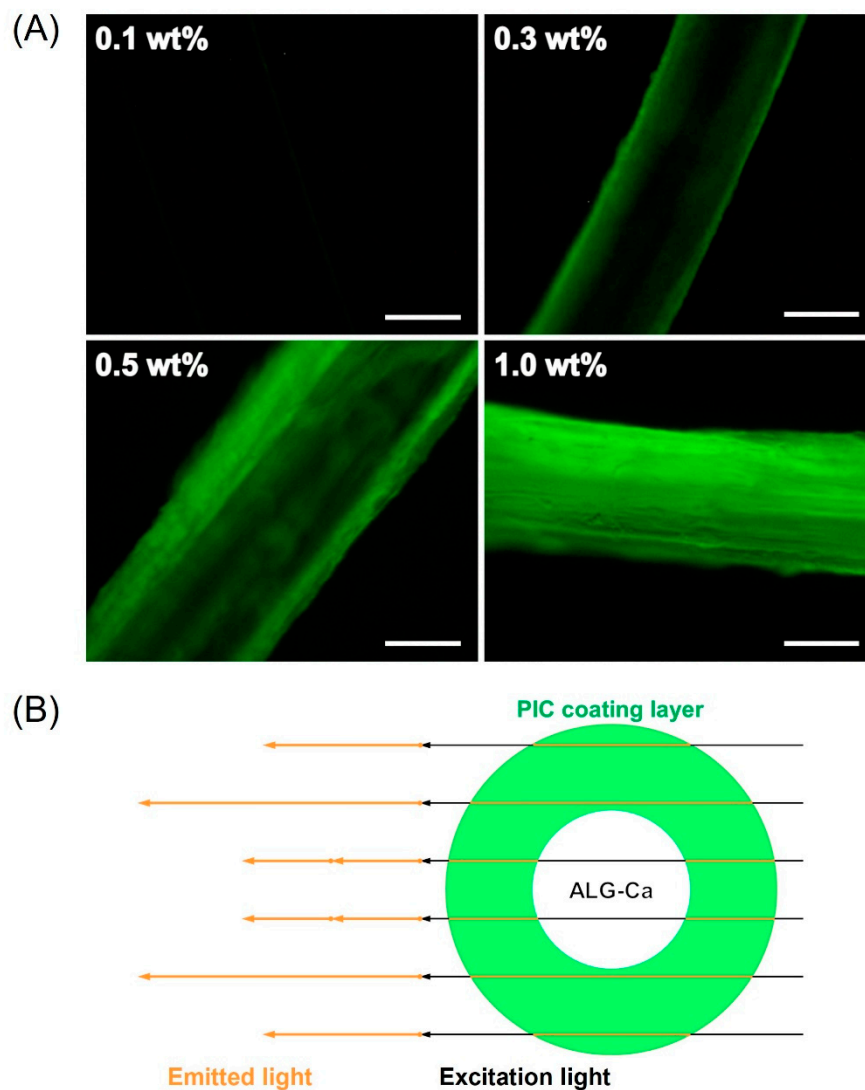 (A)
0.1 wt%
0.3 wt%
0.5 wt%
1.0 wt%
(B)
PIC coating layer
ALG-Ca
Emitted light
Excitation light